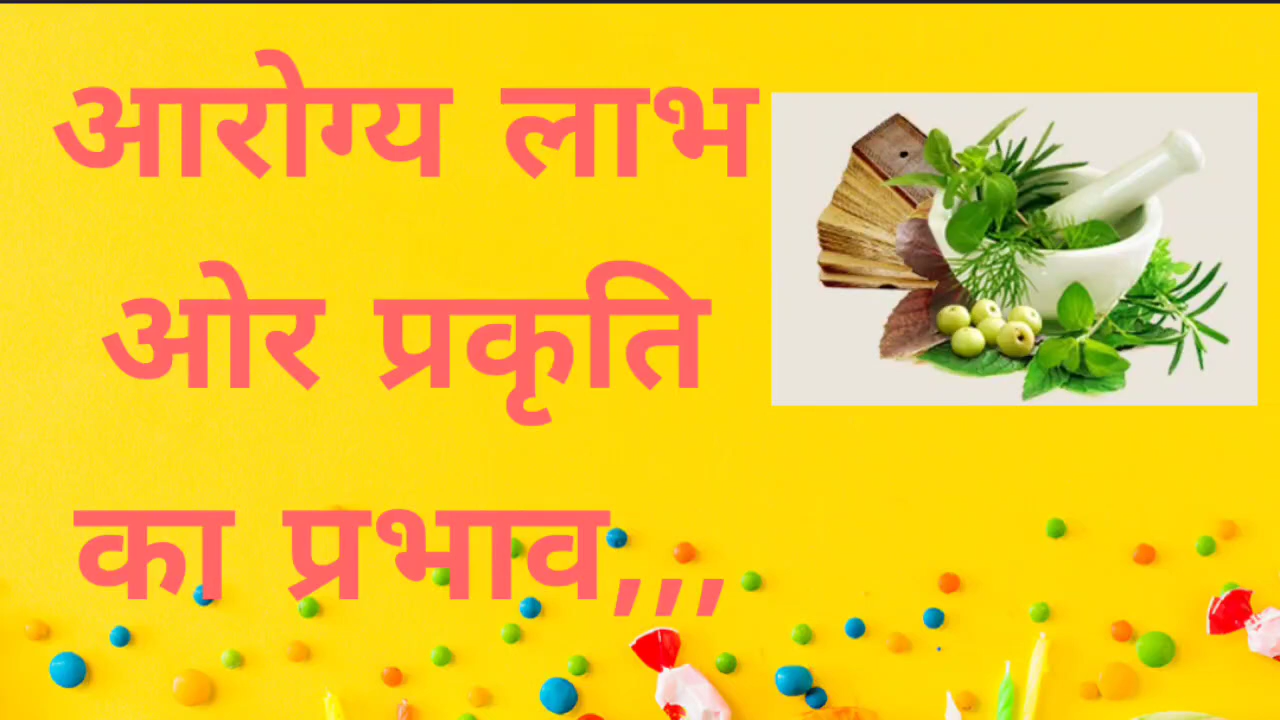 आरोग्य लाभ
ओर प्रकृति
का प्रभाव,,,